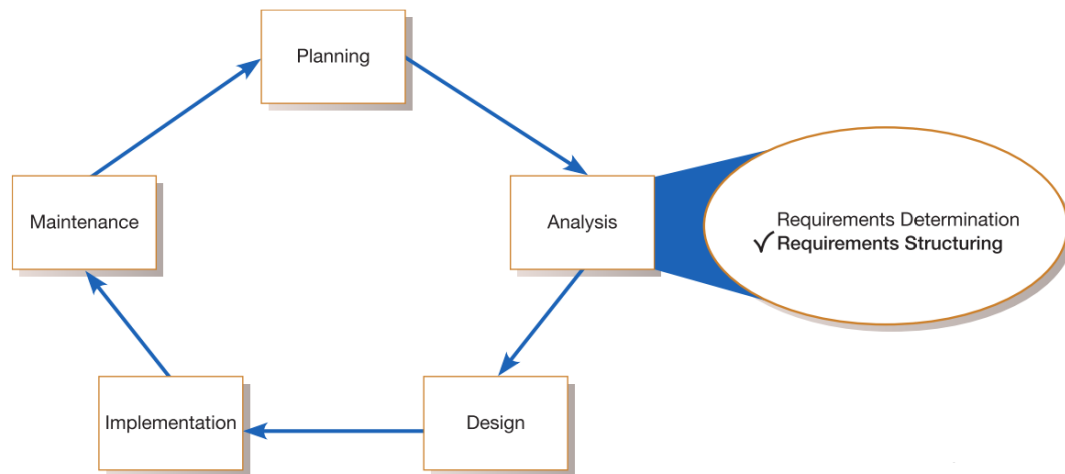 Planning
Maintenance
Analysis
Requirements Determination
✓ Requirements Structuring
Implementation
Design